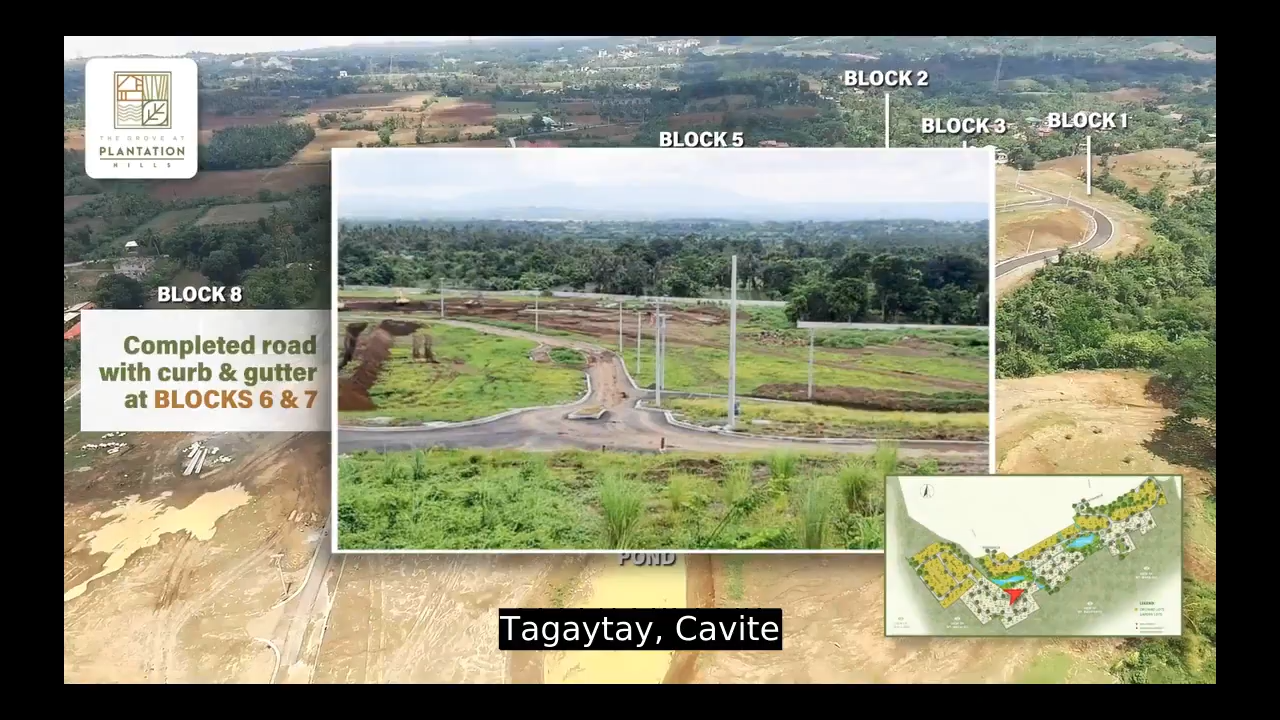 BLOCK 2
BLOCK 3
BLOCK 1
BLOCK 5
THE GROVE AT
PLANTATION
HILLS
BLOCK 8
Completed road
with curb & gutter
at BLOCKS 6 & 7
POND
Tagaytay, Cavite